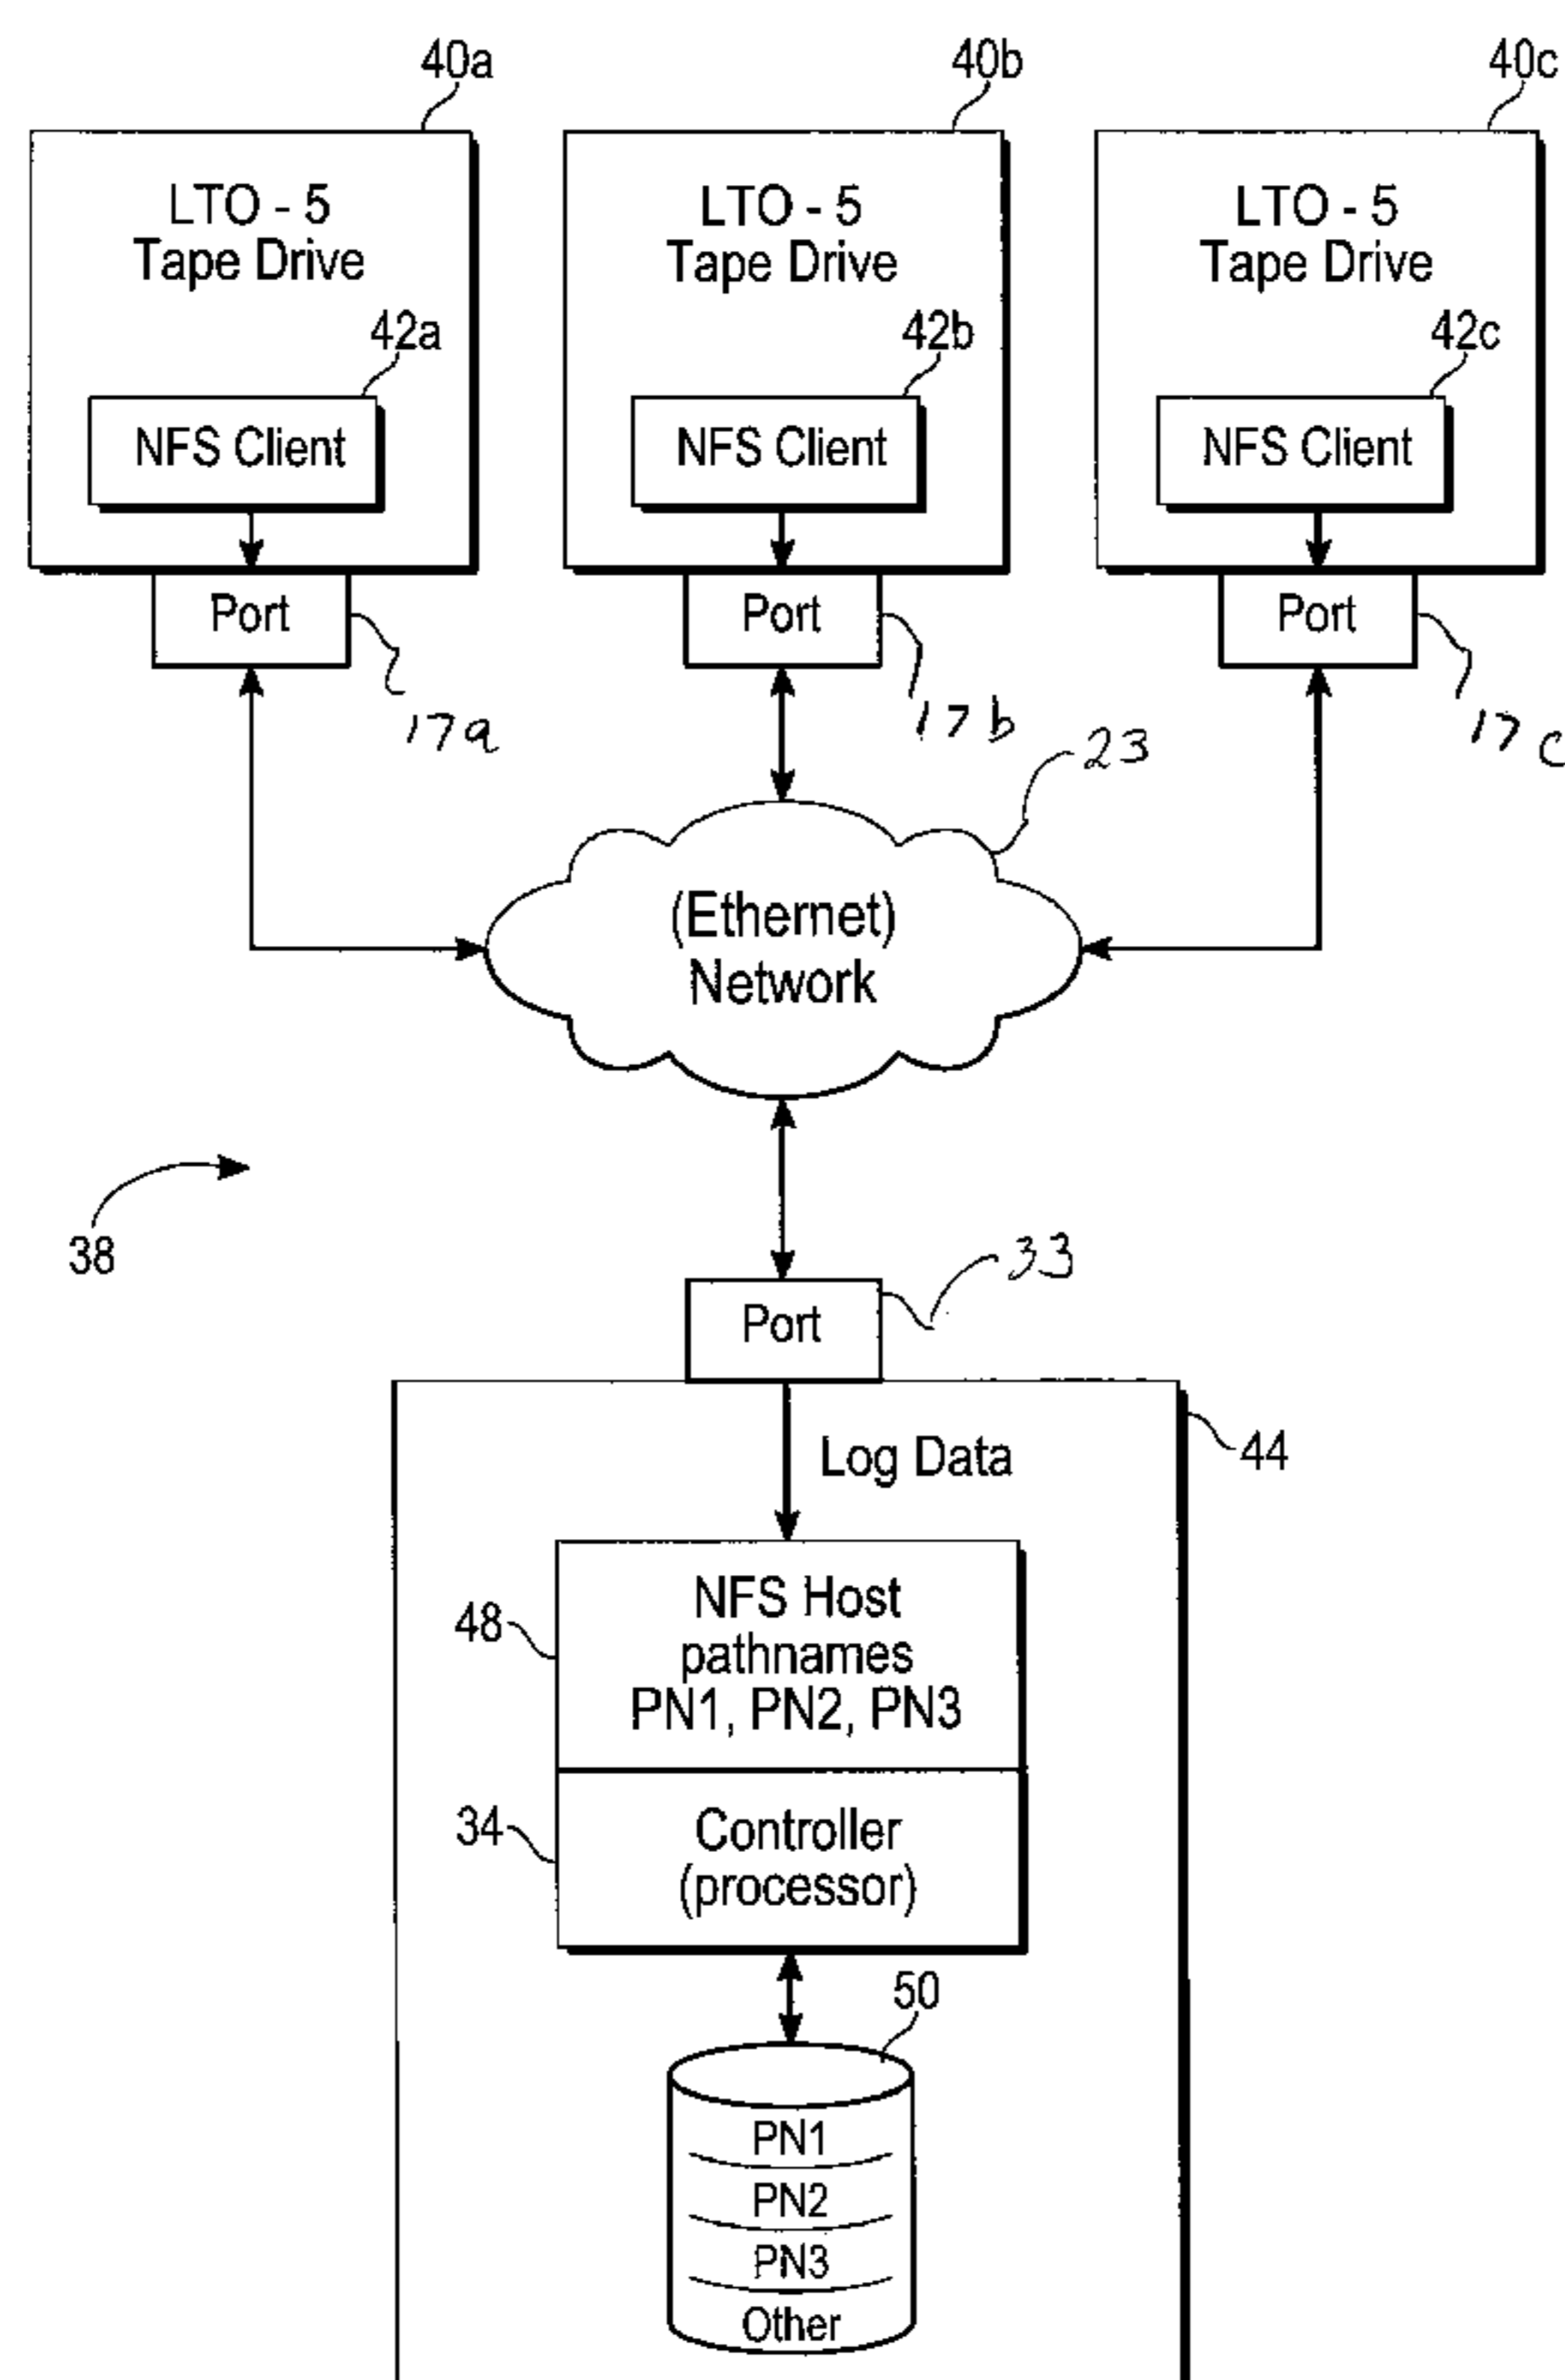 40a
40b
40c
LTO - 5
Tape Drive
LTO - 5
Tape Drive
LTO - 5
Tape Drive
42a
42b
42c
NFS Client
NFS Client
NFS Client
Port
Port
Port
17a
17b
17c
23
(Ethernet)
Network
38
33
Port
Log Data
44
NFS Host
pathnames
PN1, PN2, PN3
48
Controller
(processor)
34
50
PN1
PN2
PN3
Other